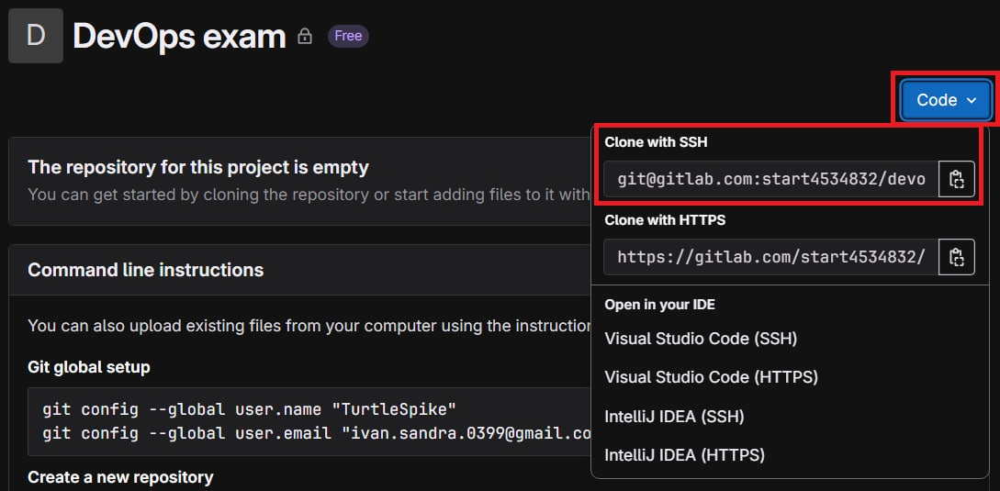 D
DevOps exam
Free
Code
The repository for this project is empty
You can get started by cloning the repository or start adding files to it with
Clone with SSH
git@gitlab.com:start4534832/devo
Clone with HTTPS
https://gitlab.com/start4534832/
Open in your IDE
Visual Studio Code (SSH)
Visual Studio Code (HTTPS)
IntelliJ IDEA (SSH)
IntelliJ IDEA (HTTPS)
Command line instructions
You can also upload existing files from your computer using the instruction
Git global setup
git config --global user.name "TurtleSpike"
git config --global user.email "ivan.sandra.0399@gmail.co
Create a new repository